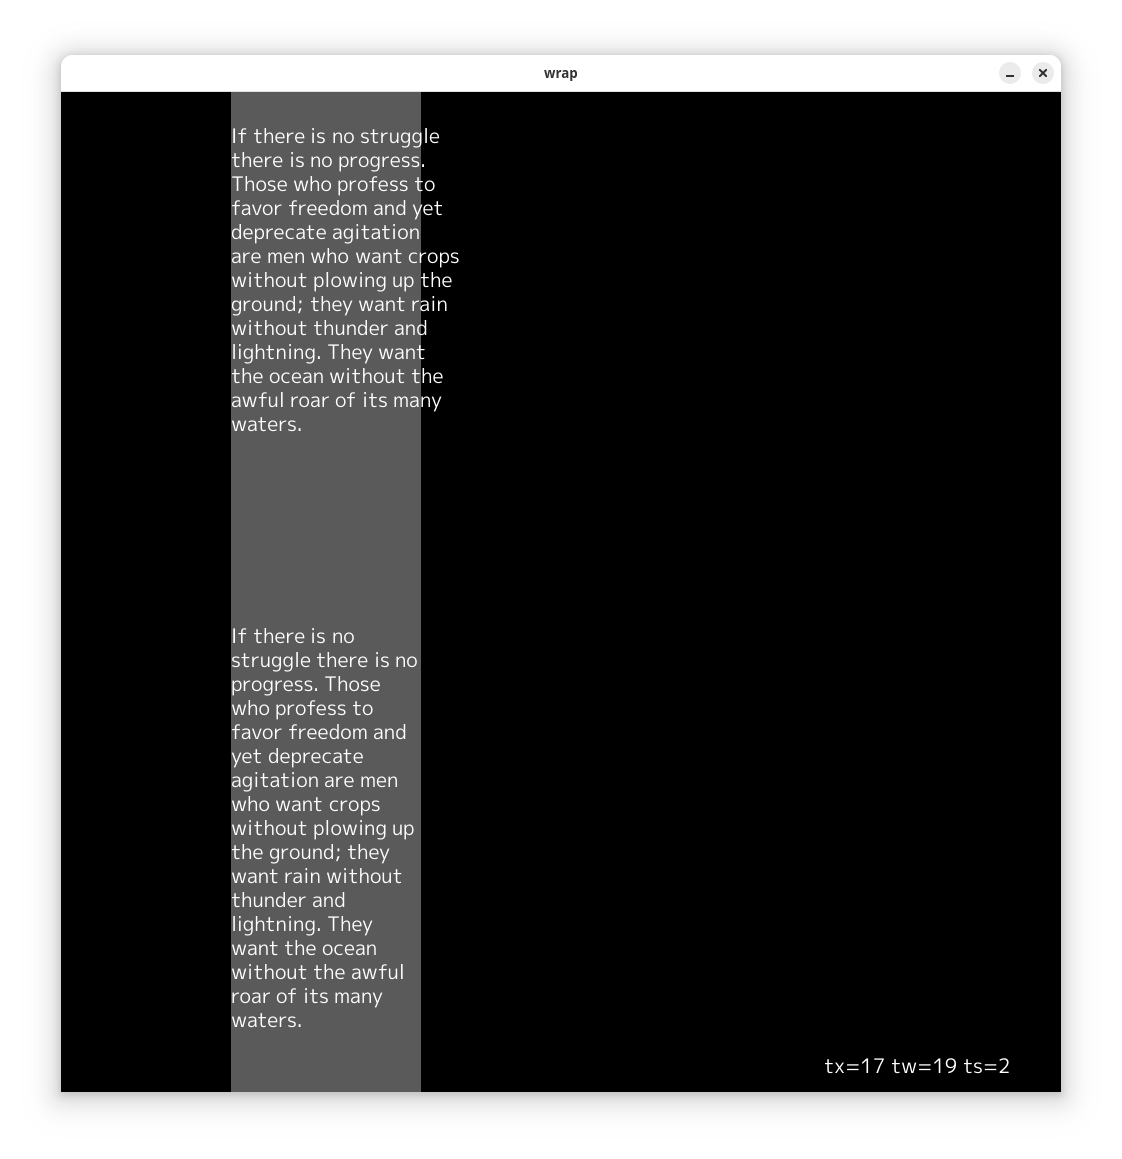 wrap
If there is no struggle
there is no progress.
Those who profess to
favor freedom and yet
deprecate agitation
are men who want crops
without plowing up the
ground; they want rain
without thunder and
lightning. They want
the ocean without the
awful roar of its many
waters.
If there is no
struggle there is no
progress. Those
who profess to
favor freedom and
yet deprecate
agitation are men
who want crops
without plowing up
the ground; they
want rain without
thunder and
lightning. They
want the ocean
without the awful
roar of its many
waters.
tx=17 tw=19 ts=2